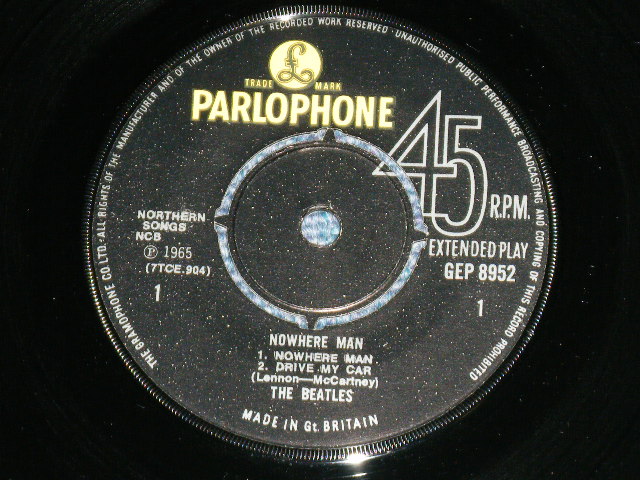 THE GRAMOPHONE CO. LTD. · ALL RIGHTS OF THE MANUFACTURER AND OF THE OWNER OF THE RECORDED WORK RESERVED · UNAUTHORISED PUBLIC PERFORMANCE BROADCASTING AND COPYING OF THIS RECORD PROHIBITED
£
TRADE MARK
PARLOPHONE
45
R.P.M.
EXTENDED PLAY
GEP 8952
NORTHERN
SONGS
NCB
℗ 1965
(7TCE.904)
1
1
NOWHERE MAN
1. NOWHERE MAN
2. DRIVE MY CAR
(Lennon—McCartney)
THE BEATLES
MADE IN Gt. BRITAIN